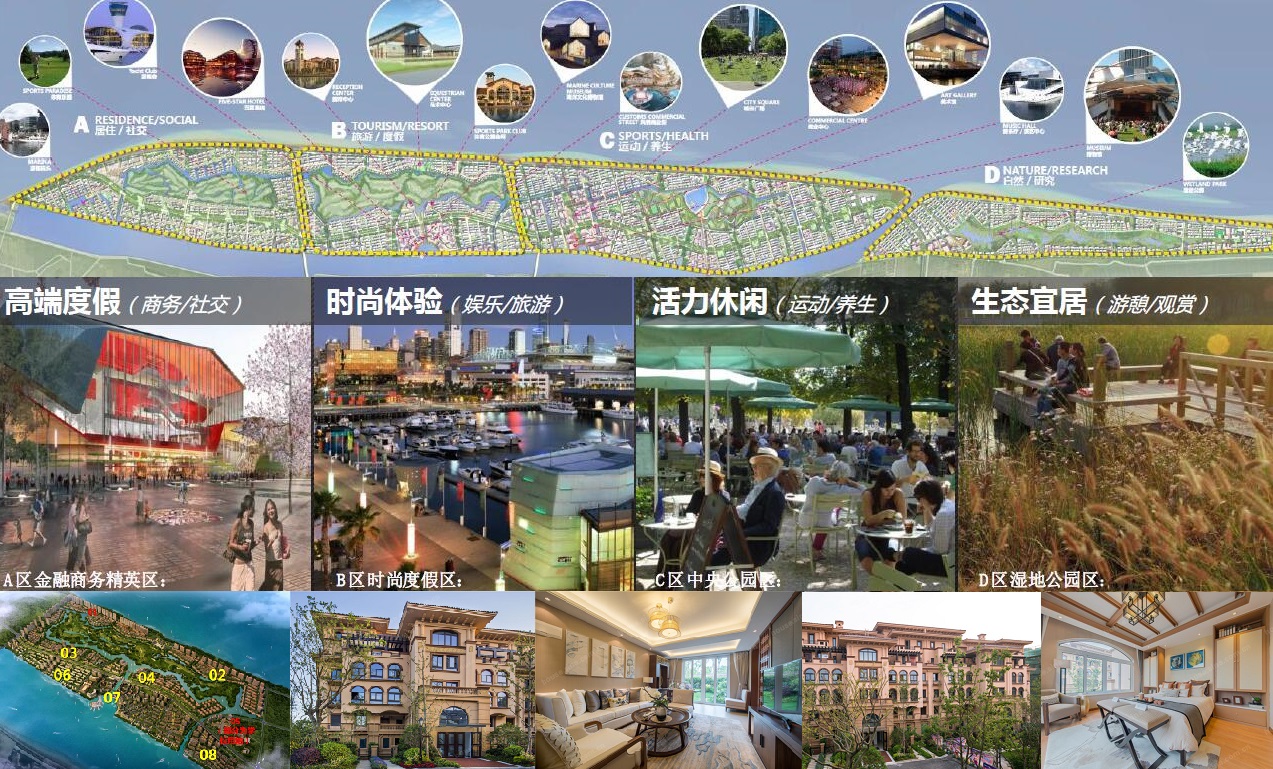 SPORTS PARADISE
Yacht Club
FIVE-STAR HOTEL
RECEPTION
CENTER
EQUESTRIAN
CENTER
SPORTS PARK CLUB
MARINE CULTURE
MUSEUM
CUSTOMS COMMERCIAL
STREET
CITY SQUARE
COMMERCIAL CENTRE
ART GALLERY
MUSIC HALL
MUSEUM
WETLAND PARK
MARINA
A RESIDENCE/SOCIAL
居住 / 社交
B TOURISM/RESORT
旅游 / 度假
C SPORTS/HEALTH
运动 / 养生
D NATURE/RESEARCH
自然 / 研究
高端度假（商务/社交）
时尚体验（娱乐/旅游）
活力休闲（运动/养生）
生态宜居（游憩/观赏）
A区金融商务精英区：
B区时尚度假区：
C区中央公园区：
D区湿地公园区：
03
06
04
02
07
08